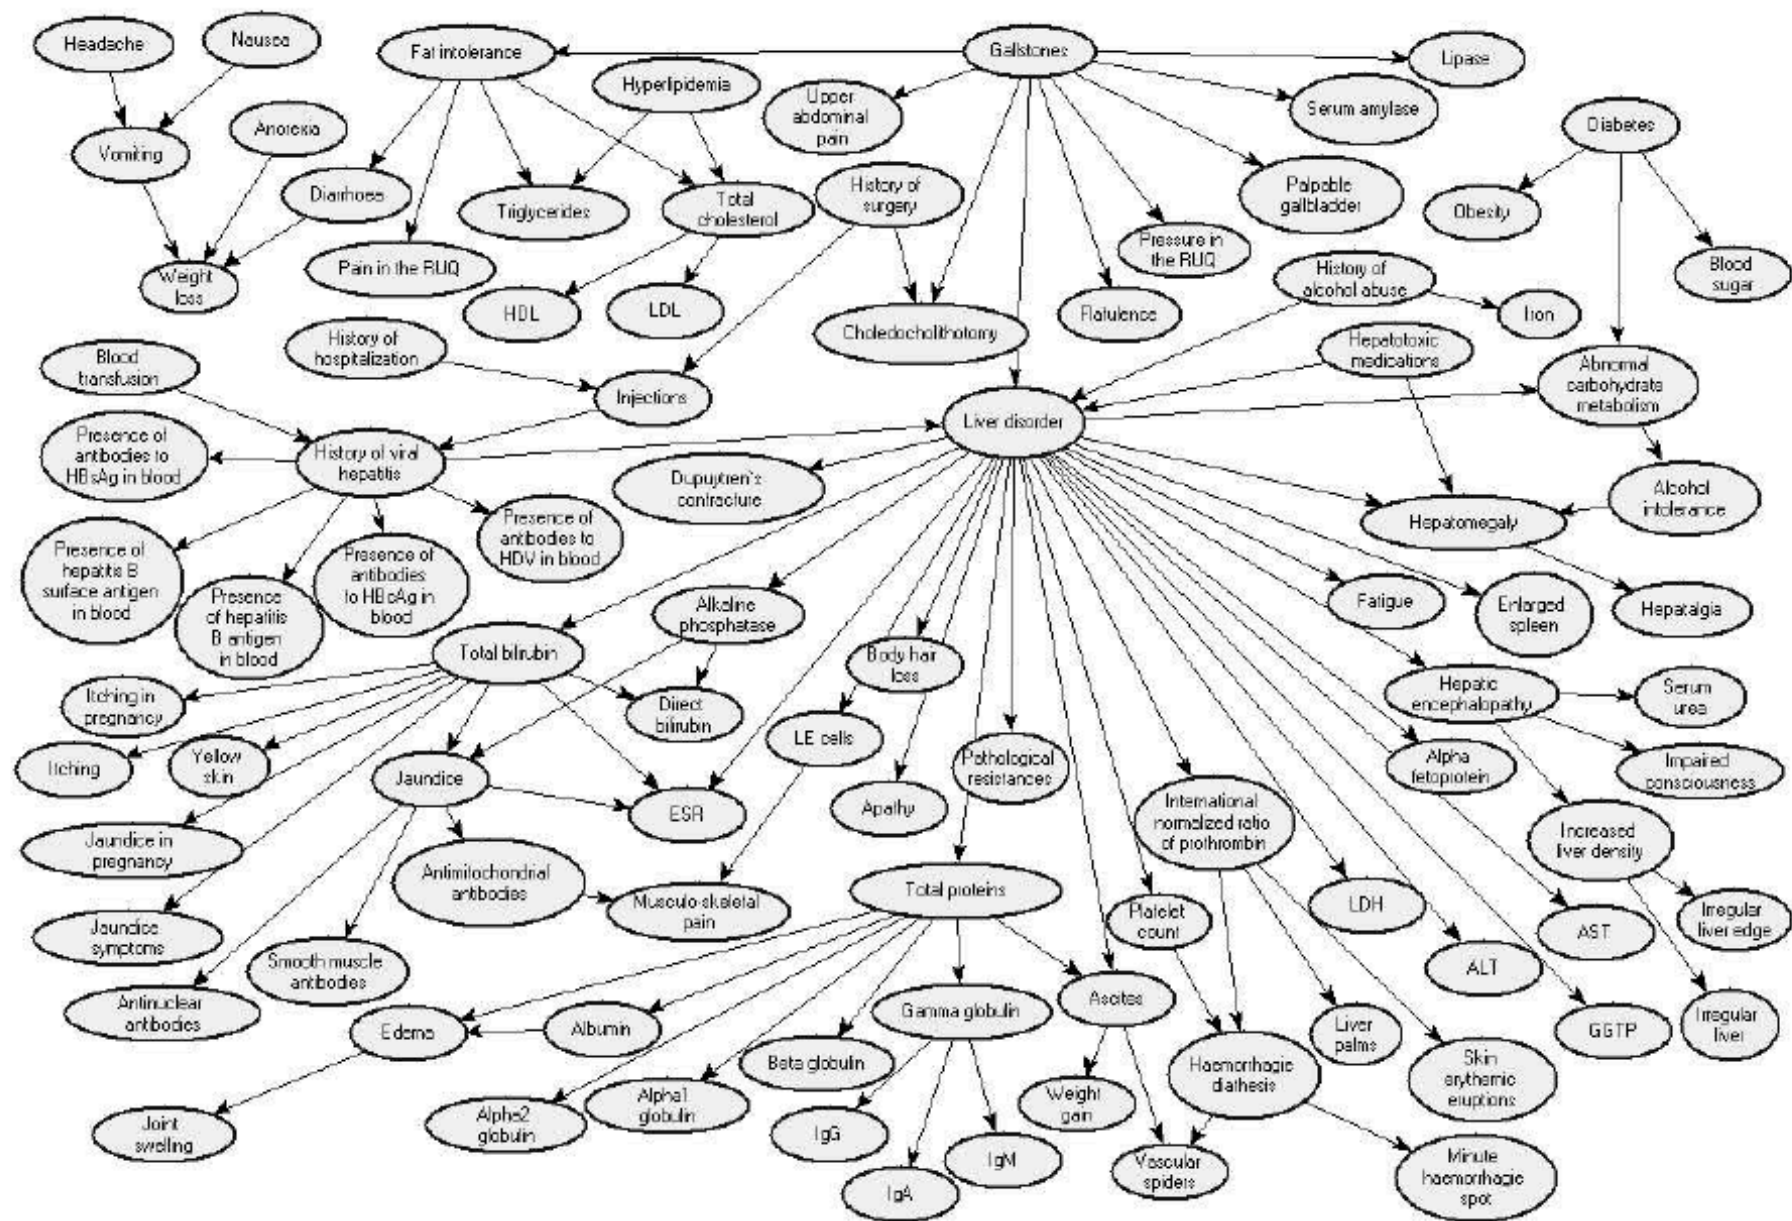 Headache
Nausea
Fat intolerance
Gallstones
Lipase
Hyperlipidemia
Upper
abdominal
pain
Serum amylase
Anorexia
Diabetes
Vomiting
Diarrhoea
Triglycerides
Total
cholesterol
History of
surgery
Palpable
gallbladder
Obesity
Weight
loss
Pain in the RUQ
Pressure in
the RUQ
Blood
sugar
HDL
LDL
History of
alcohol abuse
Flatulence
Iron
Choledocholithotomy
History of
hospitalization
Hepatotoxic
medications
Blood
transfusion
Abnormal
carbohydrate
metabolism
Injections
Liver disorder
Presence of
antibodies to
HBsAg in blood
History of viral
hepatitis
Dupuytren's
contracture
Alcohol
intolerance
Hepatomegaly
Presence of
hepatitis B
surface antigen
in blood
Presence of
hepatitis B
antigen
in blood
Presence of
antibodies
to HBcAg in
blood
Presence of
antibodies to
HDV in blood
Alkaline
phosphatase
Fatigue
Enlarged
spleen
Hepatalgia
Total bilirubin
Body hair
loss
Itching in
pregnancy
Direct
bilirubin
Hepatic
encephalopathy
Serum
urea
Itching
Yellow
skin
Jaundice
LE cells
Pathological
resistances
Alpha
fetoprotein
Impaired
consciousness
ESR
Apathy
International
normalized ratio
of prothrombin
Increased
liver density
Jaundice in
pregnancy
Antimitochondrial
antibodies
Musculo-skeletal
pain
Total proteins
Platelet
count
LDH
Irregular
liver edge
Jaundice
symptoms
Smooth muscle
antibodies
AST
ALT
Antinuclear
antibodies
Edema
Albumin
Gamma globulin
Ascites
Liver
palms
GGTP
Irregular
liver
Beta globulin
Haemorrhagic
diathesis
Skin
erythemic
eruptions
Alpha1
globulin
Weight
gain
Joint
swelling
Alpha2
globulin
IgG
IgM
Vascular
spiders
Minute
haemorrhagic
spot
IgA